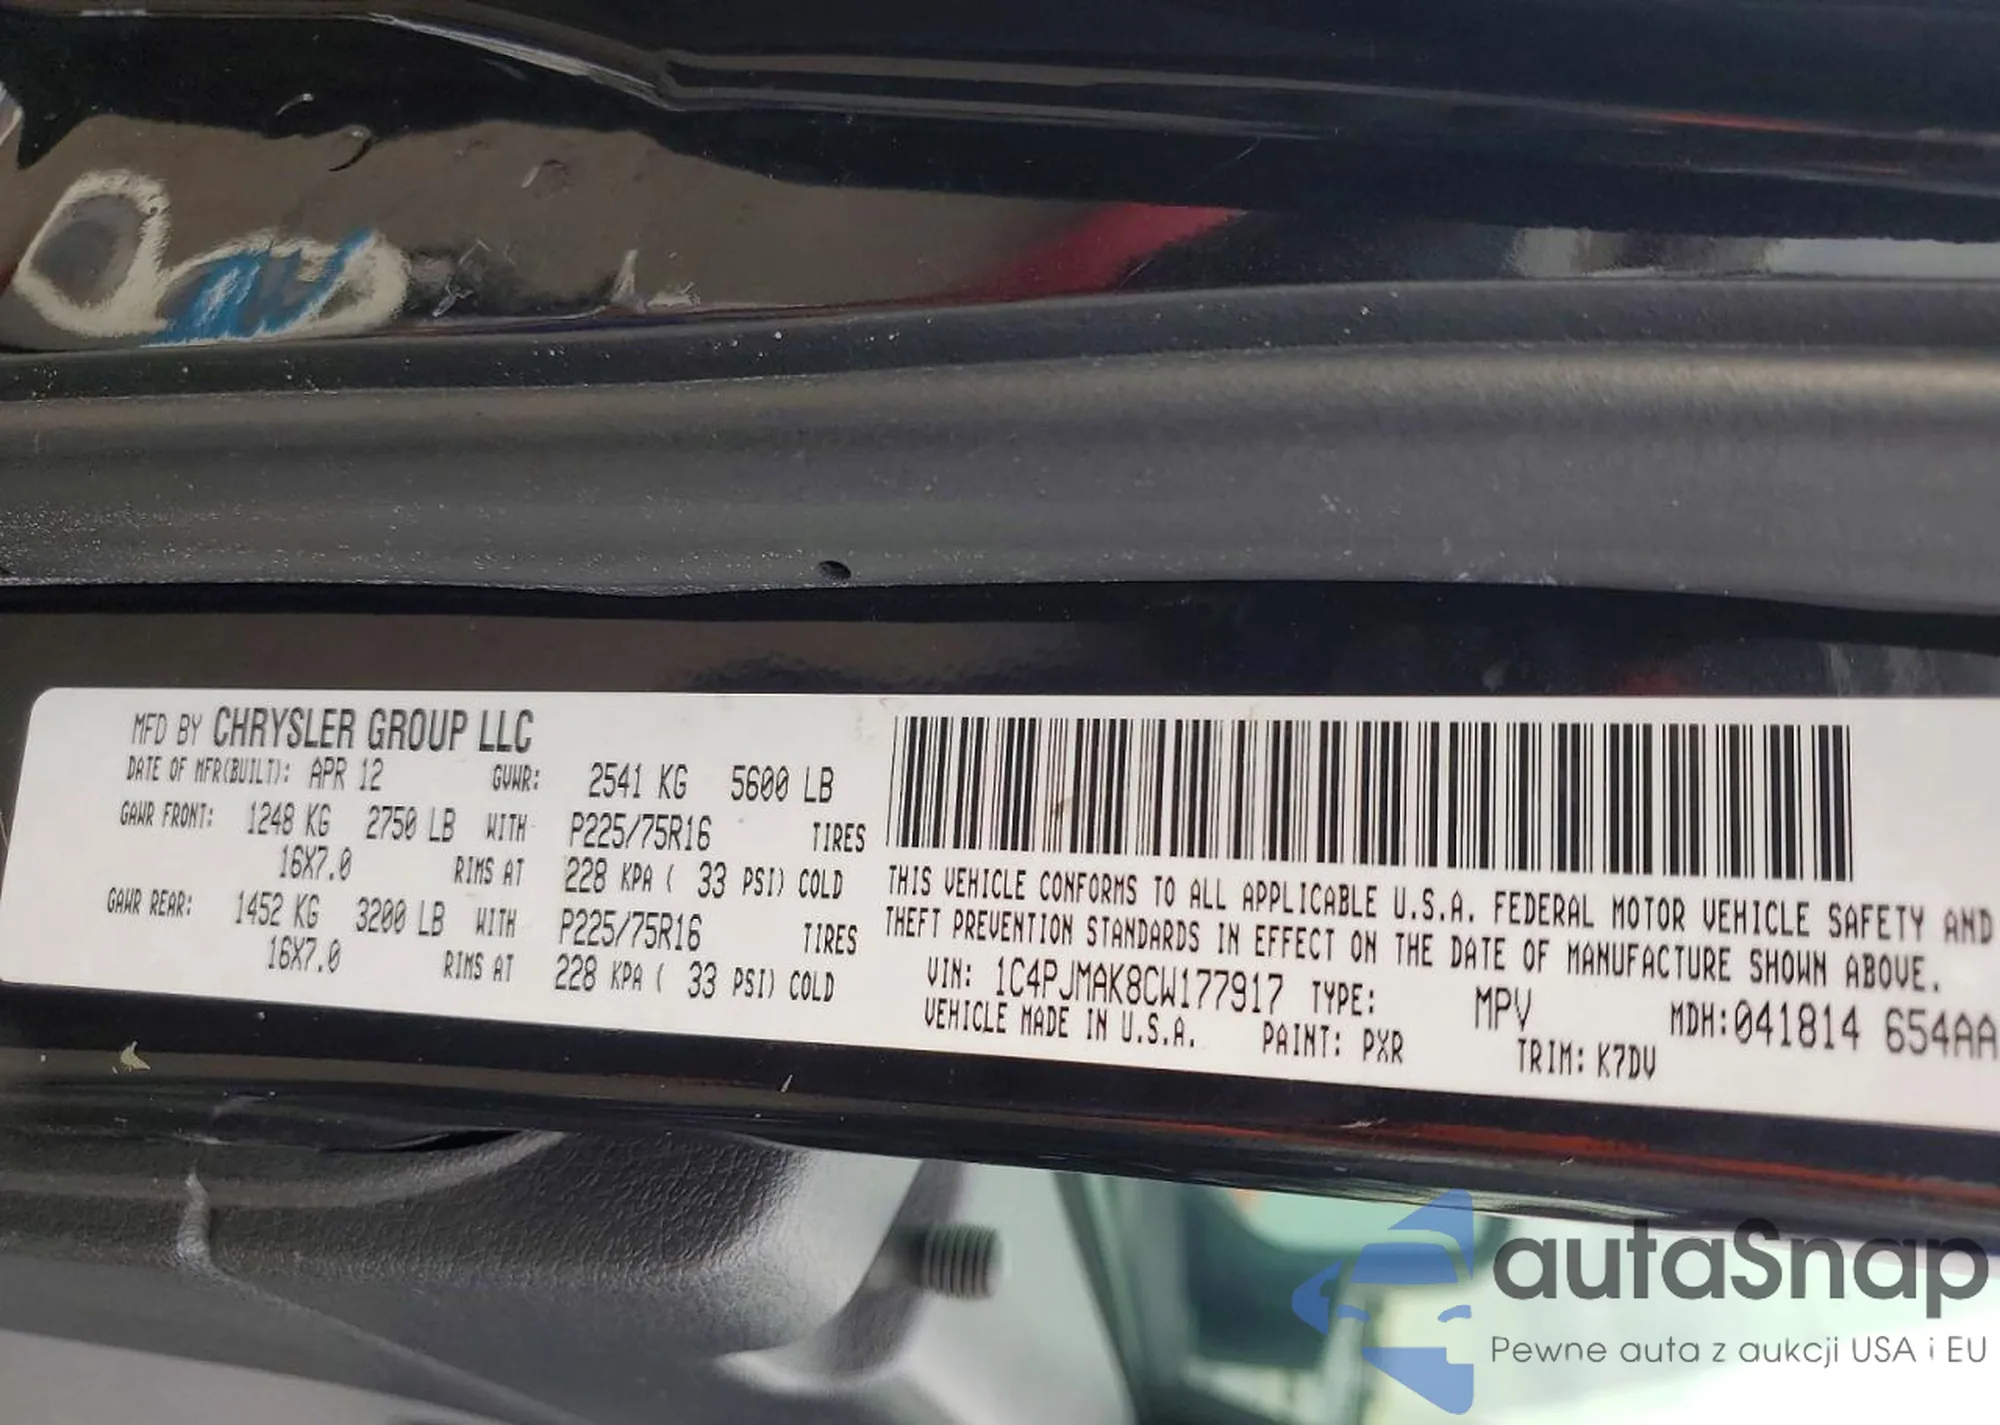 MFD BY CHRYSLER GROUP LLC
DATE OF MFR(BUILT): APR 12 GVWR: 2541 KG 5600 LB
GAWR FRONT: 1248 KG 2750 LB WITH P225/75R16 TIRES
16X7.0 RIMS AT 228 KPA ( 33 PSI) COLD
GAWR REAR: 1452 KG 3200 LB WITH P225/75R16 TIRES
16X7.0 RIMS AT 228 KPA ( 33 PSI) COLD
THIS VEHICLE CONFORMS TO ALL APPLICABLE U.S.A. FEDERAL MOTOR VEHICLE SAFETY AND
THEFT PREVENTION STANDARDS IN EFFECT ON THE DATE OF MANUFACTURE SHOWN ABOVE.
VIN: 1C4PJMAK8CW177917 TYPE: MPV MDH:041814 654AA
VEHICLE MADE IN U.S.A. PAINT: PXR TRIM: K7DV
autaSnap
Pewne auta z aukcji USA i EU